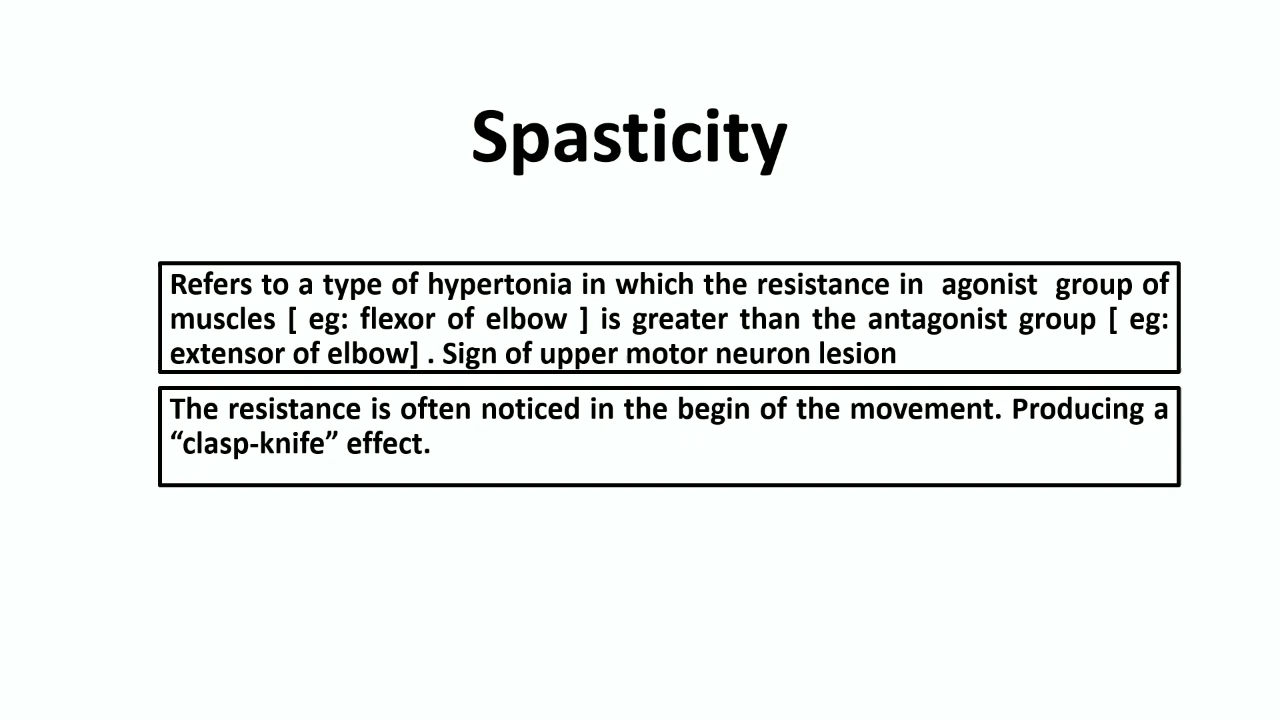 Spasticity
Refers to a type of hypertonia in which the resistance in agonist group of
muscles [ eg: flexor of elbow ] is greater than the antagonist group [ eg:
extensor of elbow] . Sign of upper motor neuron lesion
The resistance is often noticed in the begin of the movement. Producing a
“clasp-knife” effect.